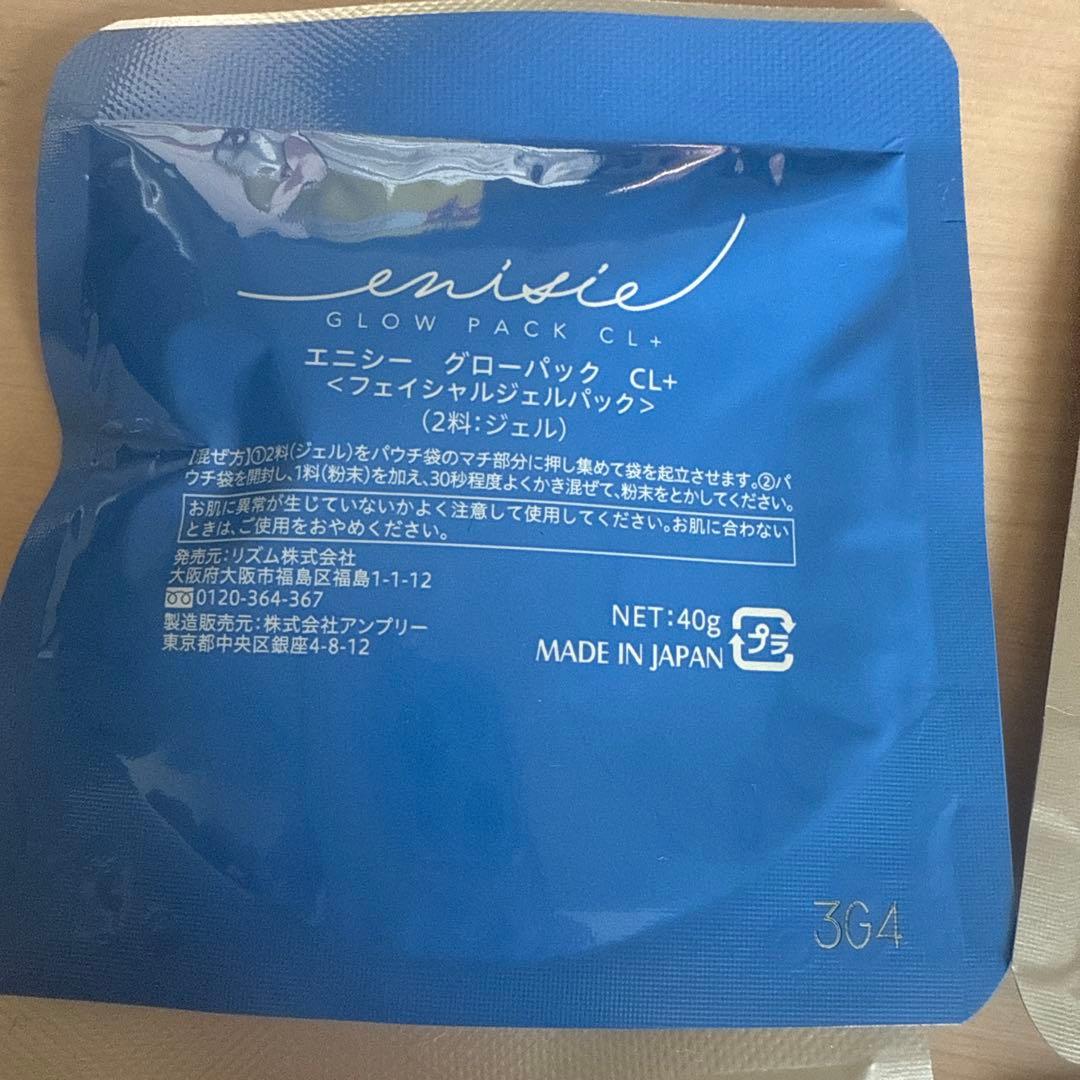 enisie
GLOW PACK CL+
エニシー グローパック CL+
<フェイシャルジェルパック>
(2料:ジェル)
【混ぜ方】①2料(ジェル)をパウチ袋のマチ部分に押し集めて袋を起立させます。②パ
ウチ袋を開封し、1料(粉末)を加え、30秒程度よくかき混ぜて、粉末をとかしてください。
お肌に異常が生じていないかよく注意して使用してください。お肌に合わない
ときは、ご使用をおやめください。
発売元:リズム株式会社
大阪府大阪市福島区福島1-1-12
0120-364-367
製造販売元:株式会社アンプリー
東京都中央区銀座4-8-12
NET:40g
プラ
MADE IN JAPAN
3G4